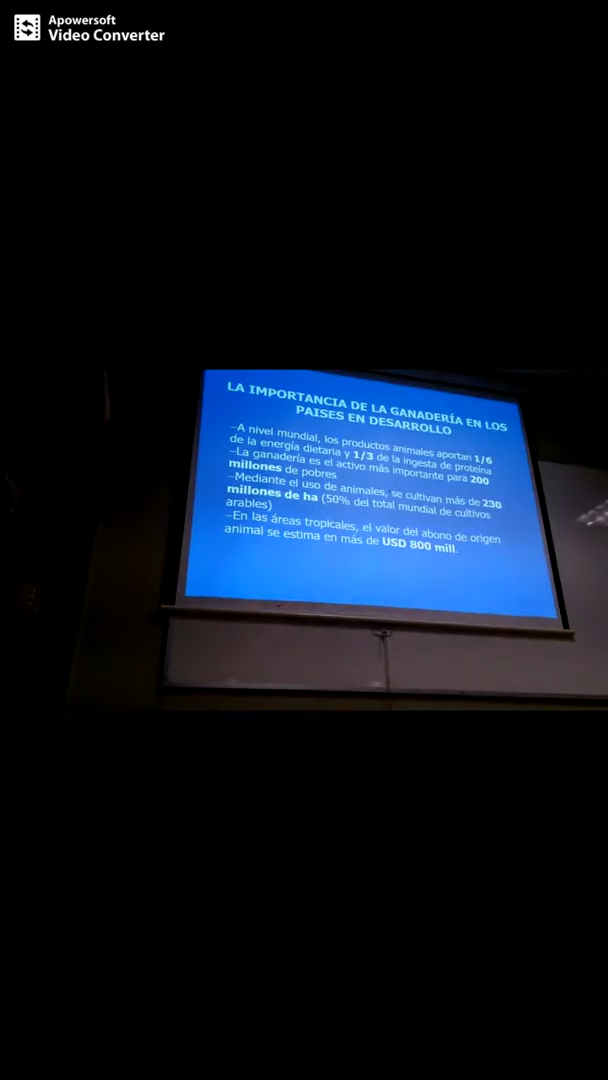 Apowersoft
Video Converter
LA IMPORTANCIA DE LA GANADERÍA EN LOS
PAISES EN DESARROLLO
–A nivel mundial, los productos animales aportan 1/6
de la energía dietaria y 1/3 de la ingesta de proteína
–La ganadería es el activo más importante para 200
millones de pobres
–Mediante el uso de animales, se cultivan más de 230
millones de ha (50% del total mundial de cultivos
arables)
–En las áreas tropicales, el valor del abono de origen
animal se estima en más de USD 800 mill.